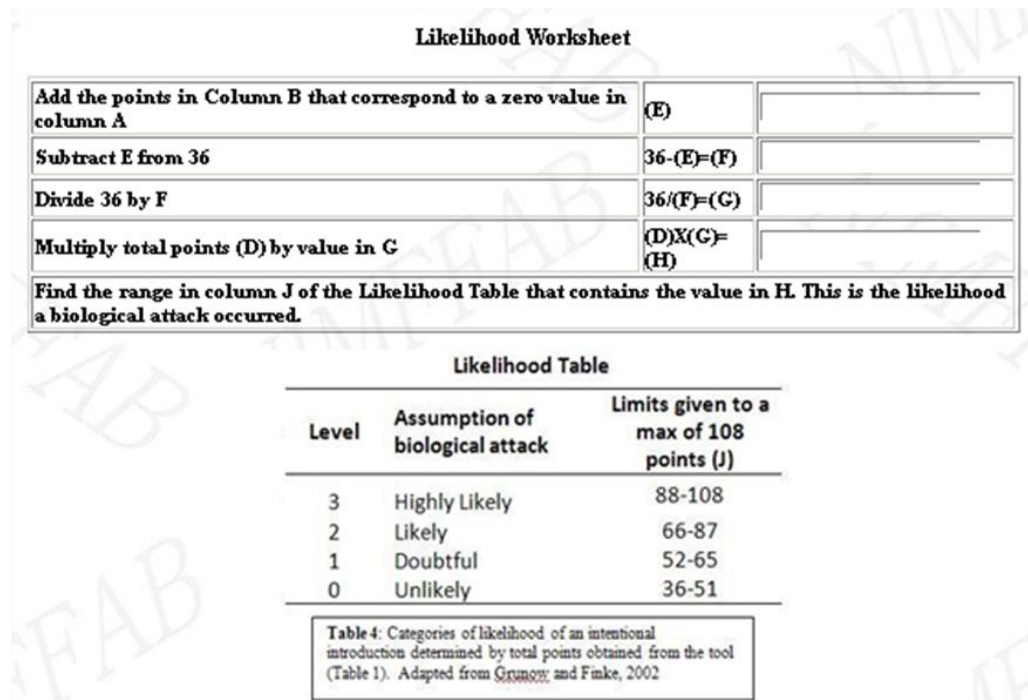 Likelihood Worksheet
Add the points in Column B that correspond to a zero value in
column A
(E)
Subtract E from 36
36-(E)=(F)
Divide 36 by F
36/(F)=(G)
Multiply total points (D) by value in G
(D)X(G)=
(H)
Find the range in column J of the Likelihood Table that contains the value in H. This is the likelihood
a biological attack occurred.
Likelihood Table
Level
Assumption of
biological attack
Limits given to a
max of 108
points (J)
3 Highly Likely 88-108
2 Likely 66-87
1 Doubtful 52-65
0 Unlikely 36-51
Table 4: Categories of likelihood of an intentional
introduction determined by total points obtained from the tool
(Table 1). Adapted from Grunow and Finke, 2002